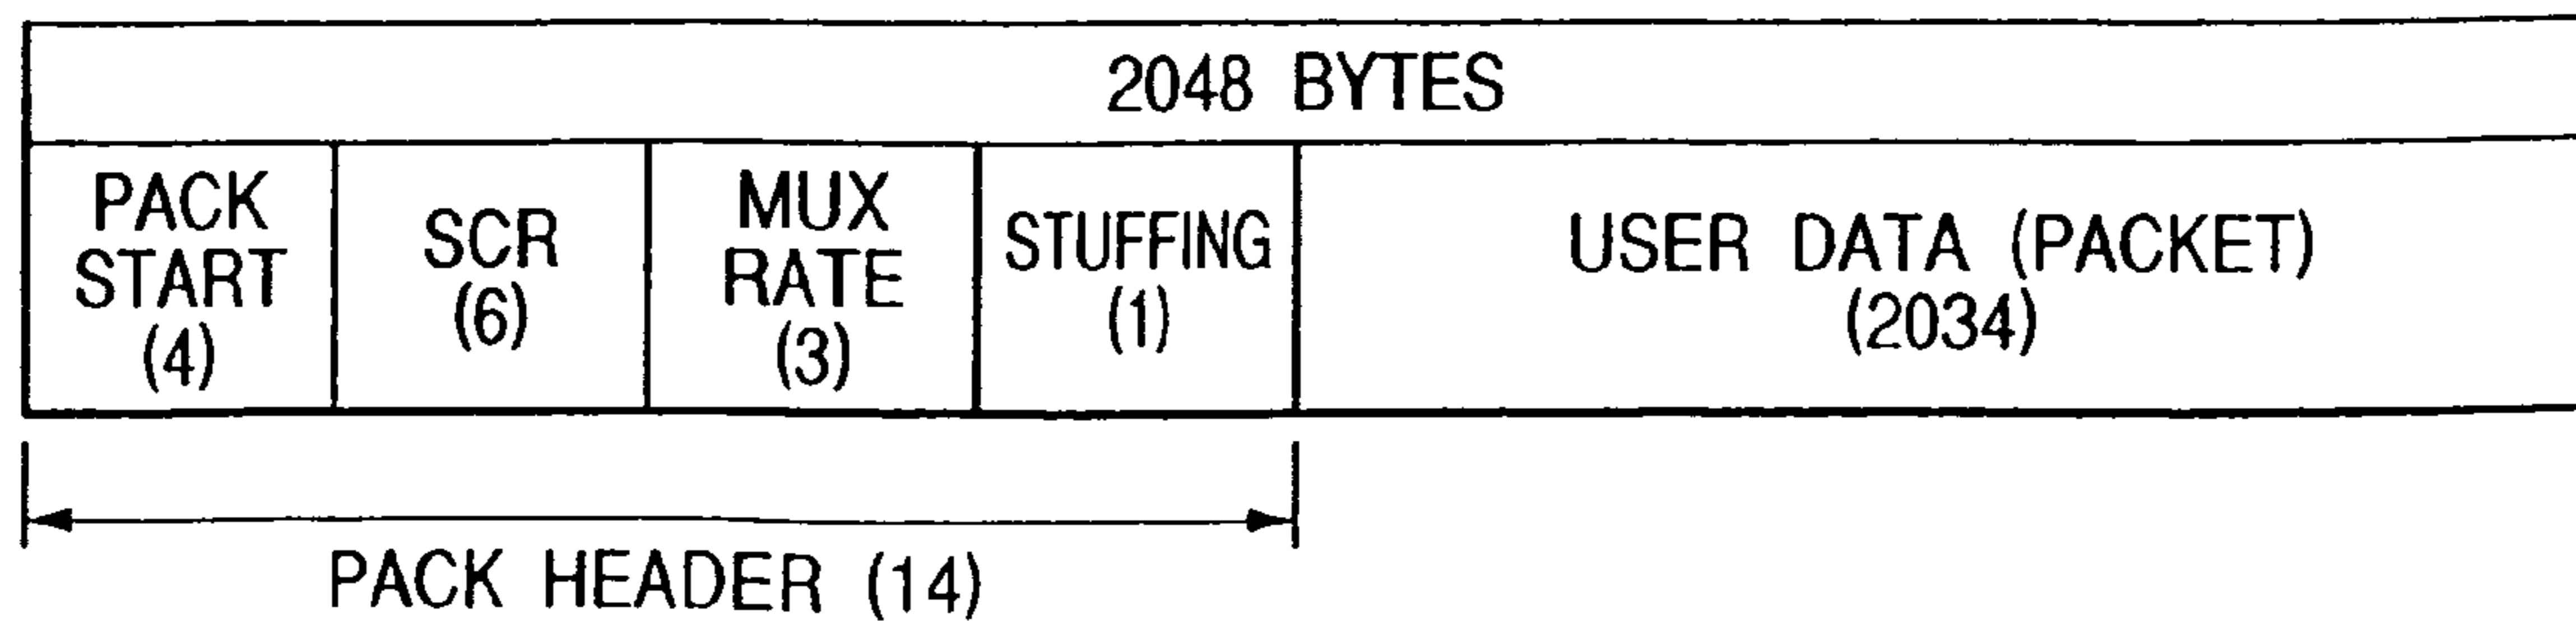 2048 BYTES
PACK
START
(4)
SCR
(6)
MUX
RATE
(3)
STUFFING
(1)
USER DATA (PACKET)
(2034)
PACK HEADER (14)